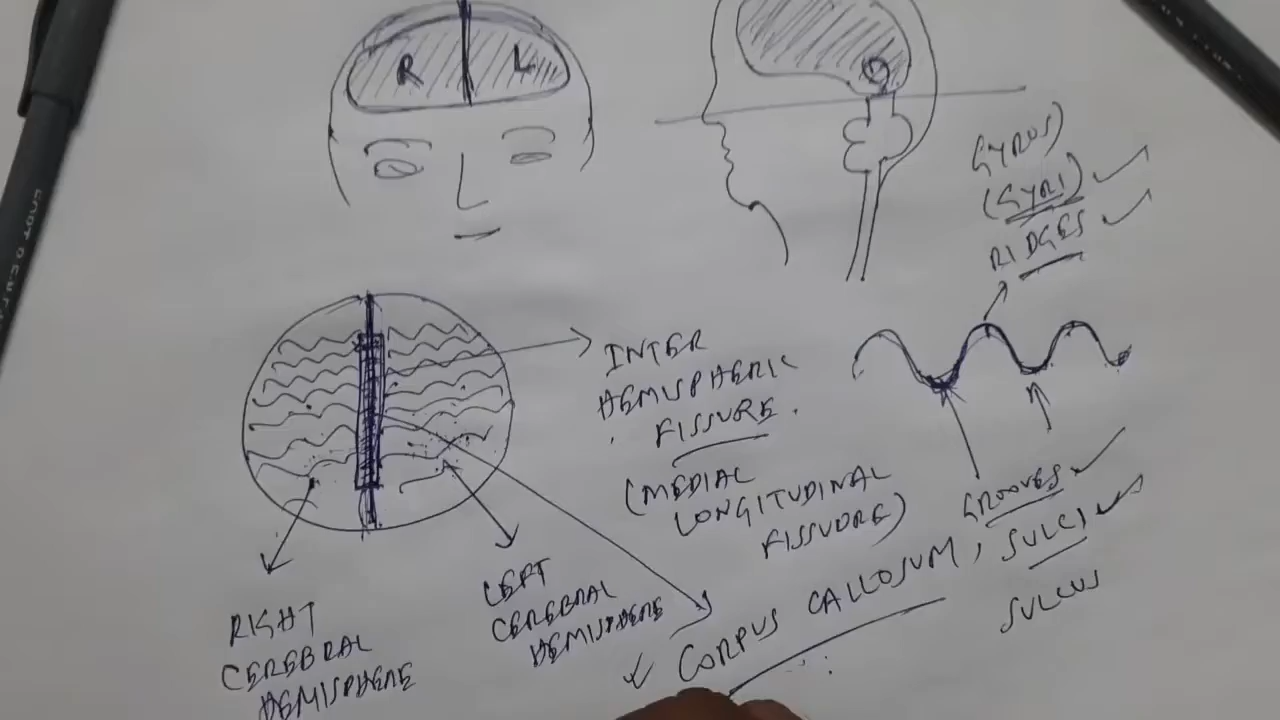 R L
GYRUS)
(GYRI)
RIDGES
INTER
HEMISPHERIC
FISSURE.
(MEDIAL
LONGITUDINAL
FISSUORE)
GROOVES
SULCI
SULCUS
CORPUS CALLOSUM,
LEFT
CEREBRAL
HEMISPHERE
RIGHT
CEREBRAL
HEMISPHERE